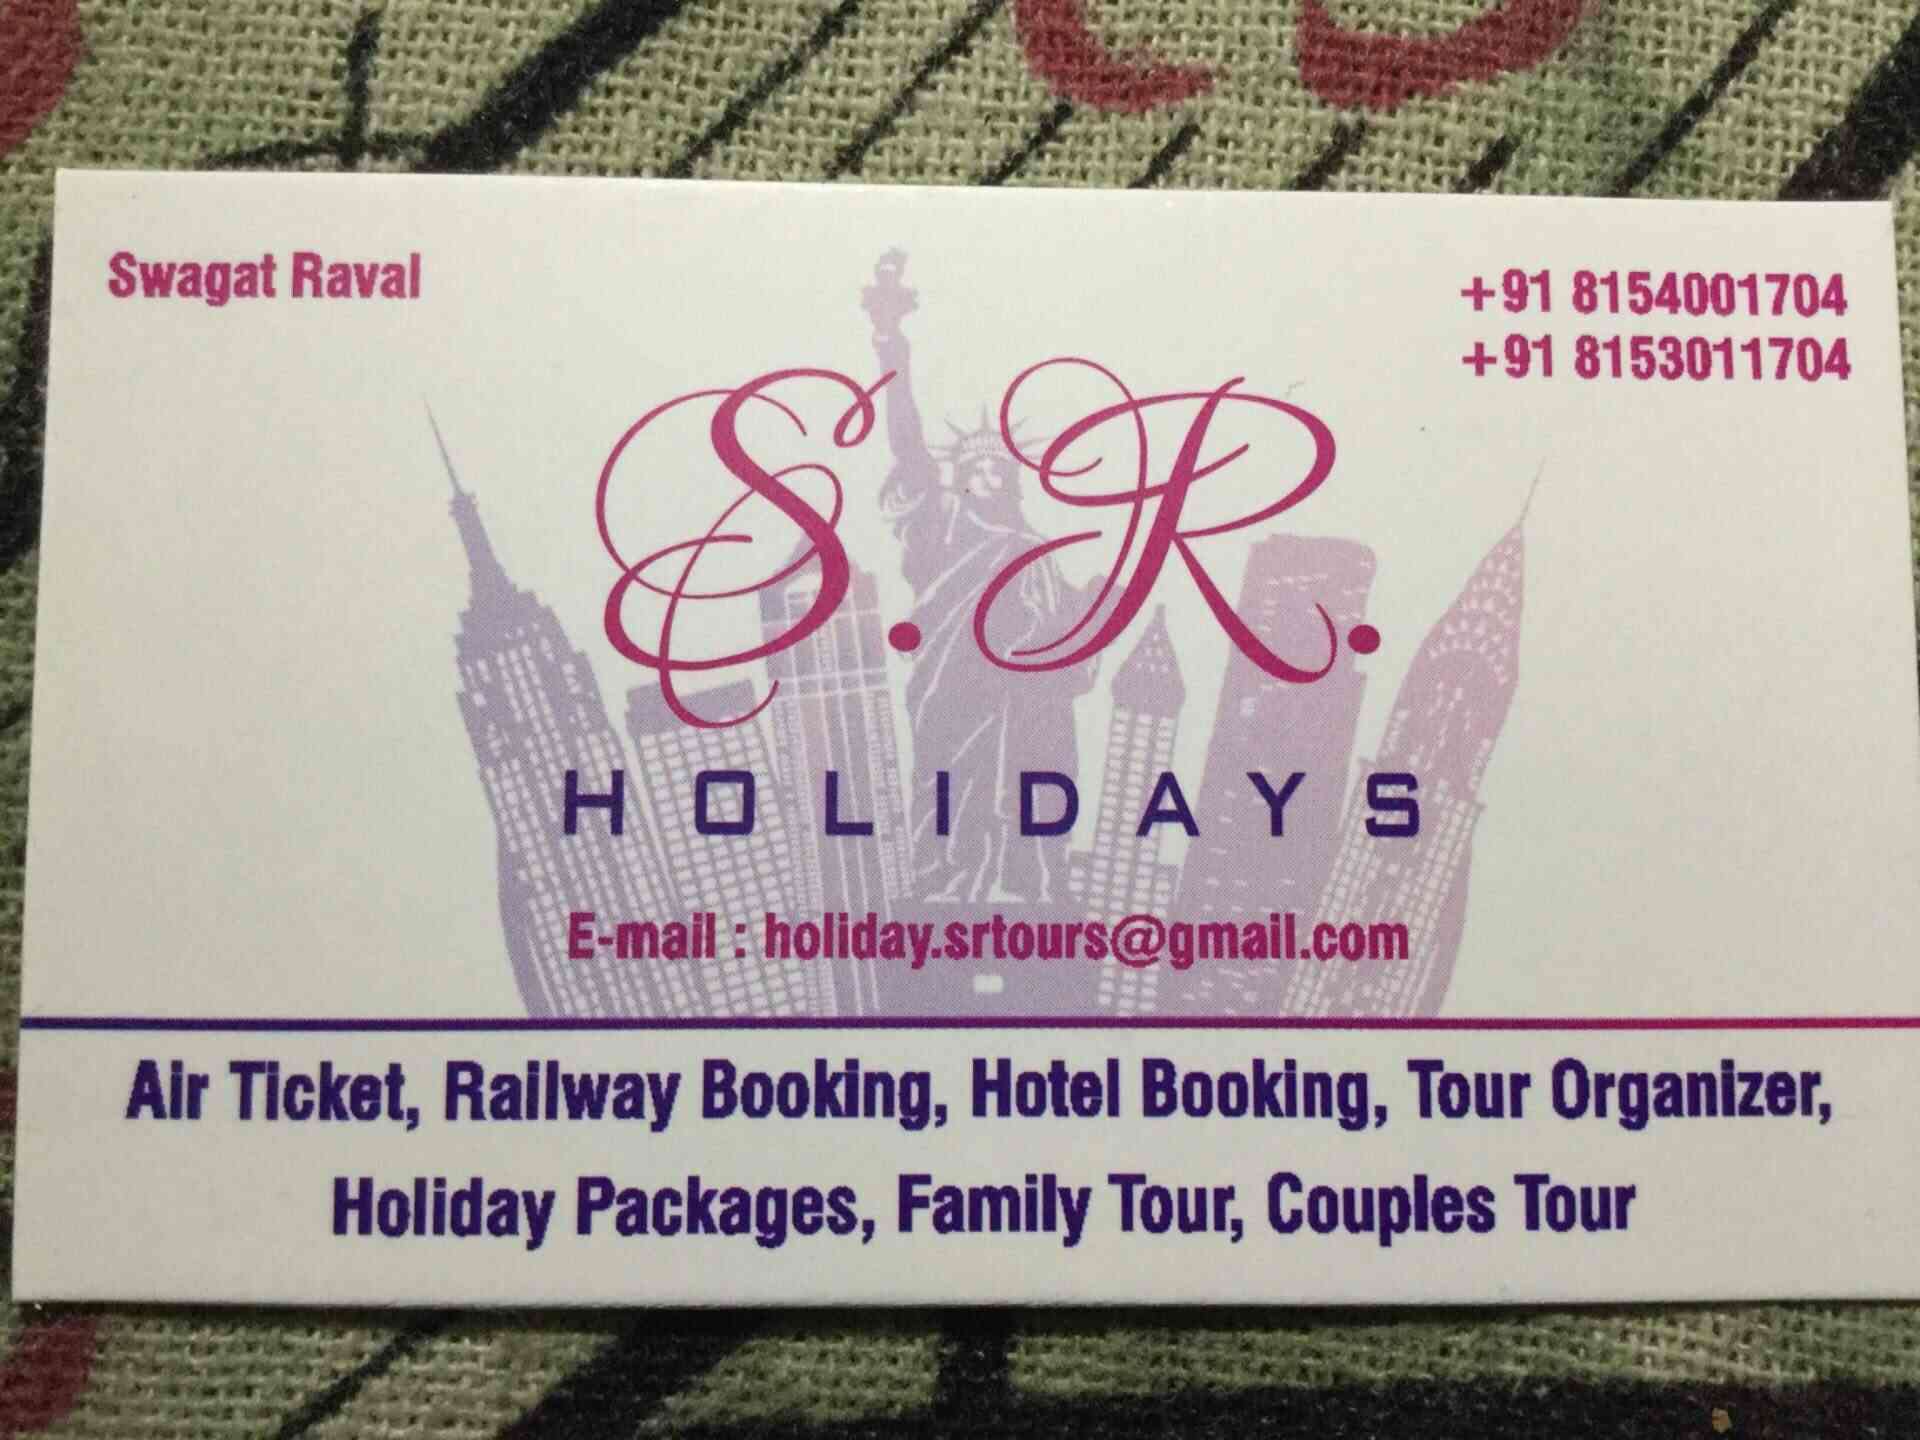 Swagat Raval
+91 8154001704
+91 8153011704
S.R.
HOLIDAYS
E-mail : holiday.srtours@gmail.com
Air Ticket, Railway Booking, Hotel Booking, Tour Organizer,
Holiday Packages, Family Tour, Couples Tour